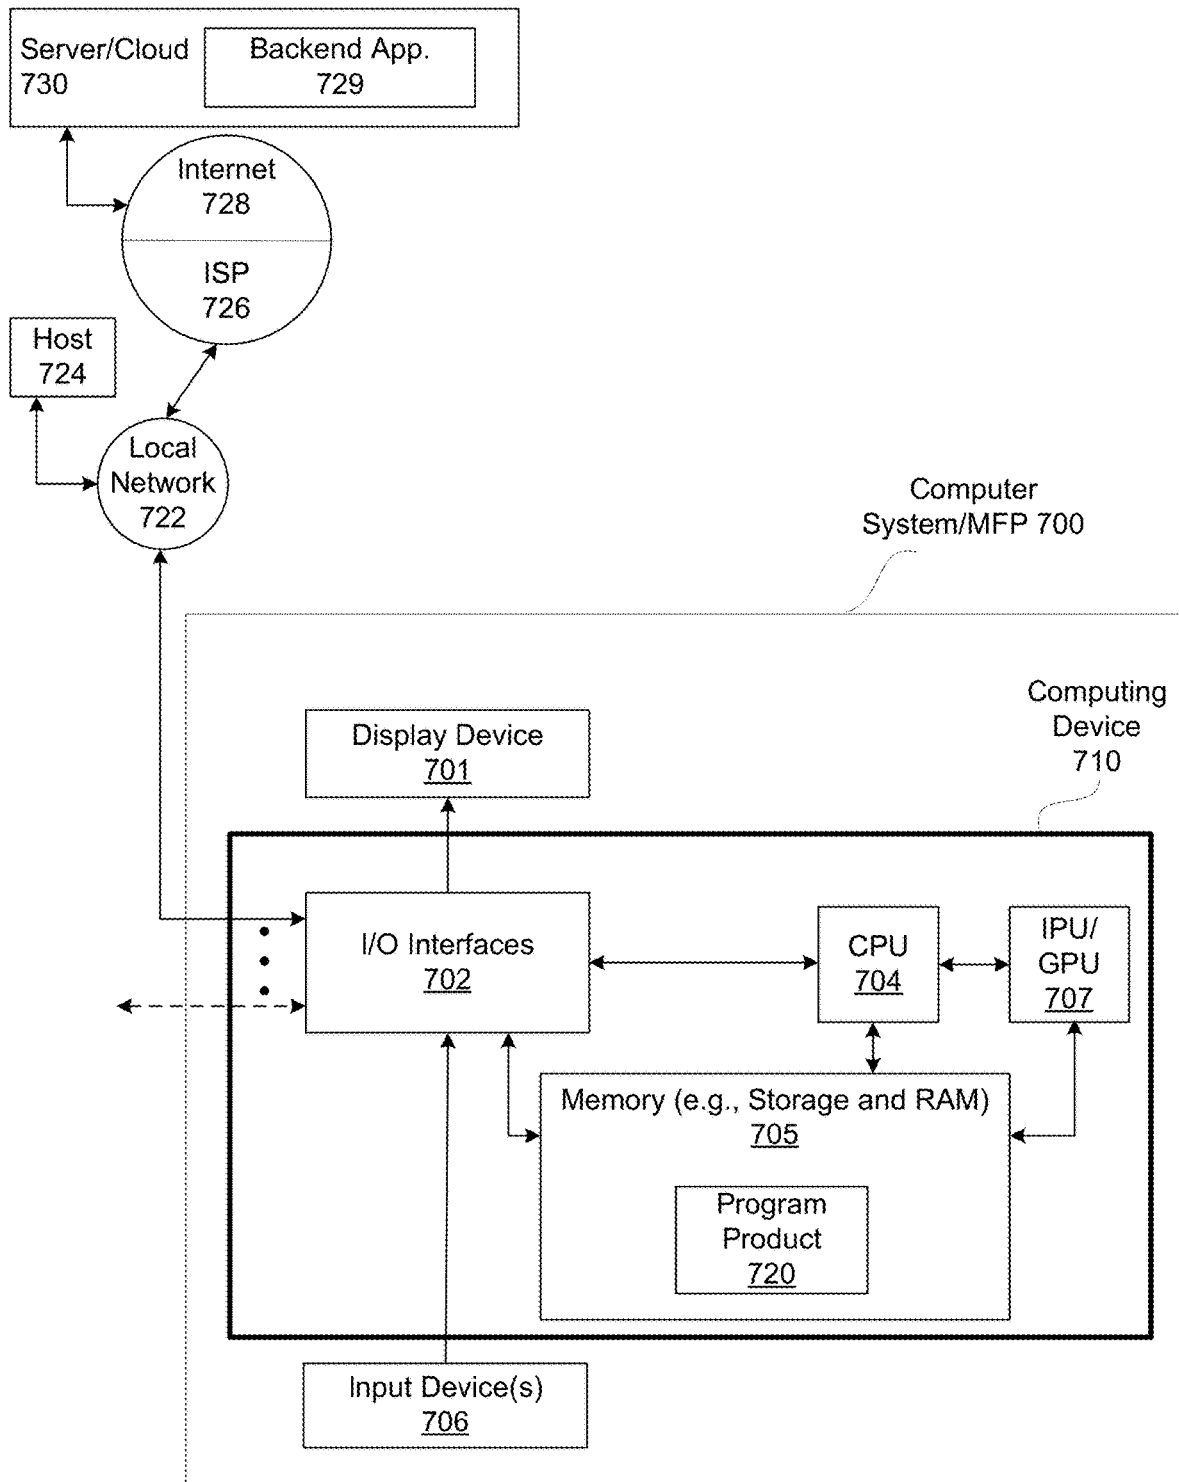 Server/Cloud
730
Backend App.
729
Internet
728
ISP
726
Host
724
Local
Network
722
Computer
System/MFP 700
Computing
Device
710
Display Device
701
I/O Interfaces
702
CPU
704
IPU/
GPU
707
Memory (e.g., Storage and RAM)
705
Program
Product
720
Input Device(s)
706